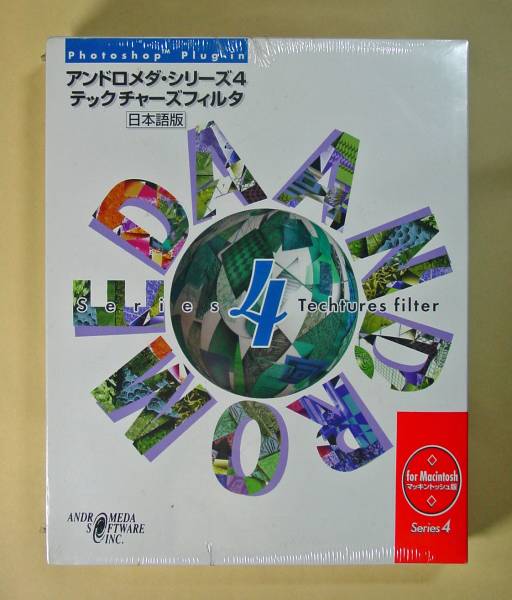 Photoshop™ Plug-in
アンドロメダ・シリーズ4
テックチャーズフィルタ
日本語版
ANDROMEDA
Series 4 Techtures filter
for Macintosh
マッキントッシュ版
Series 4
ANDROMEDA
SOFTWARE
INC.